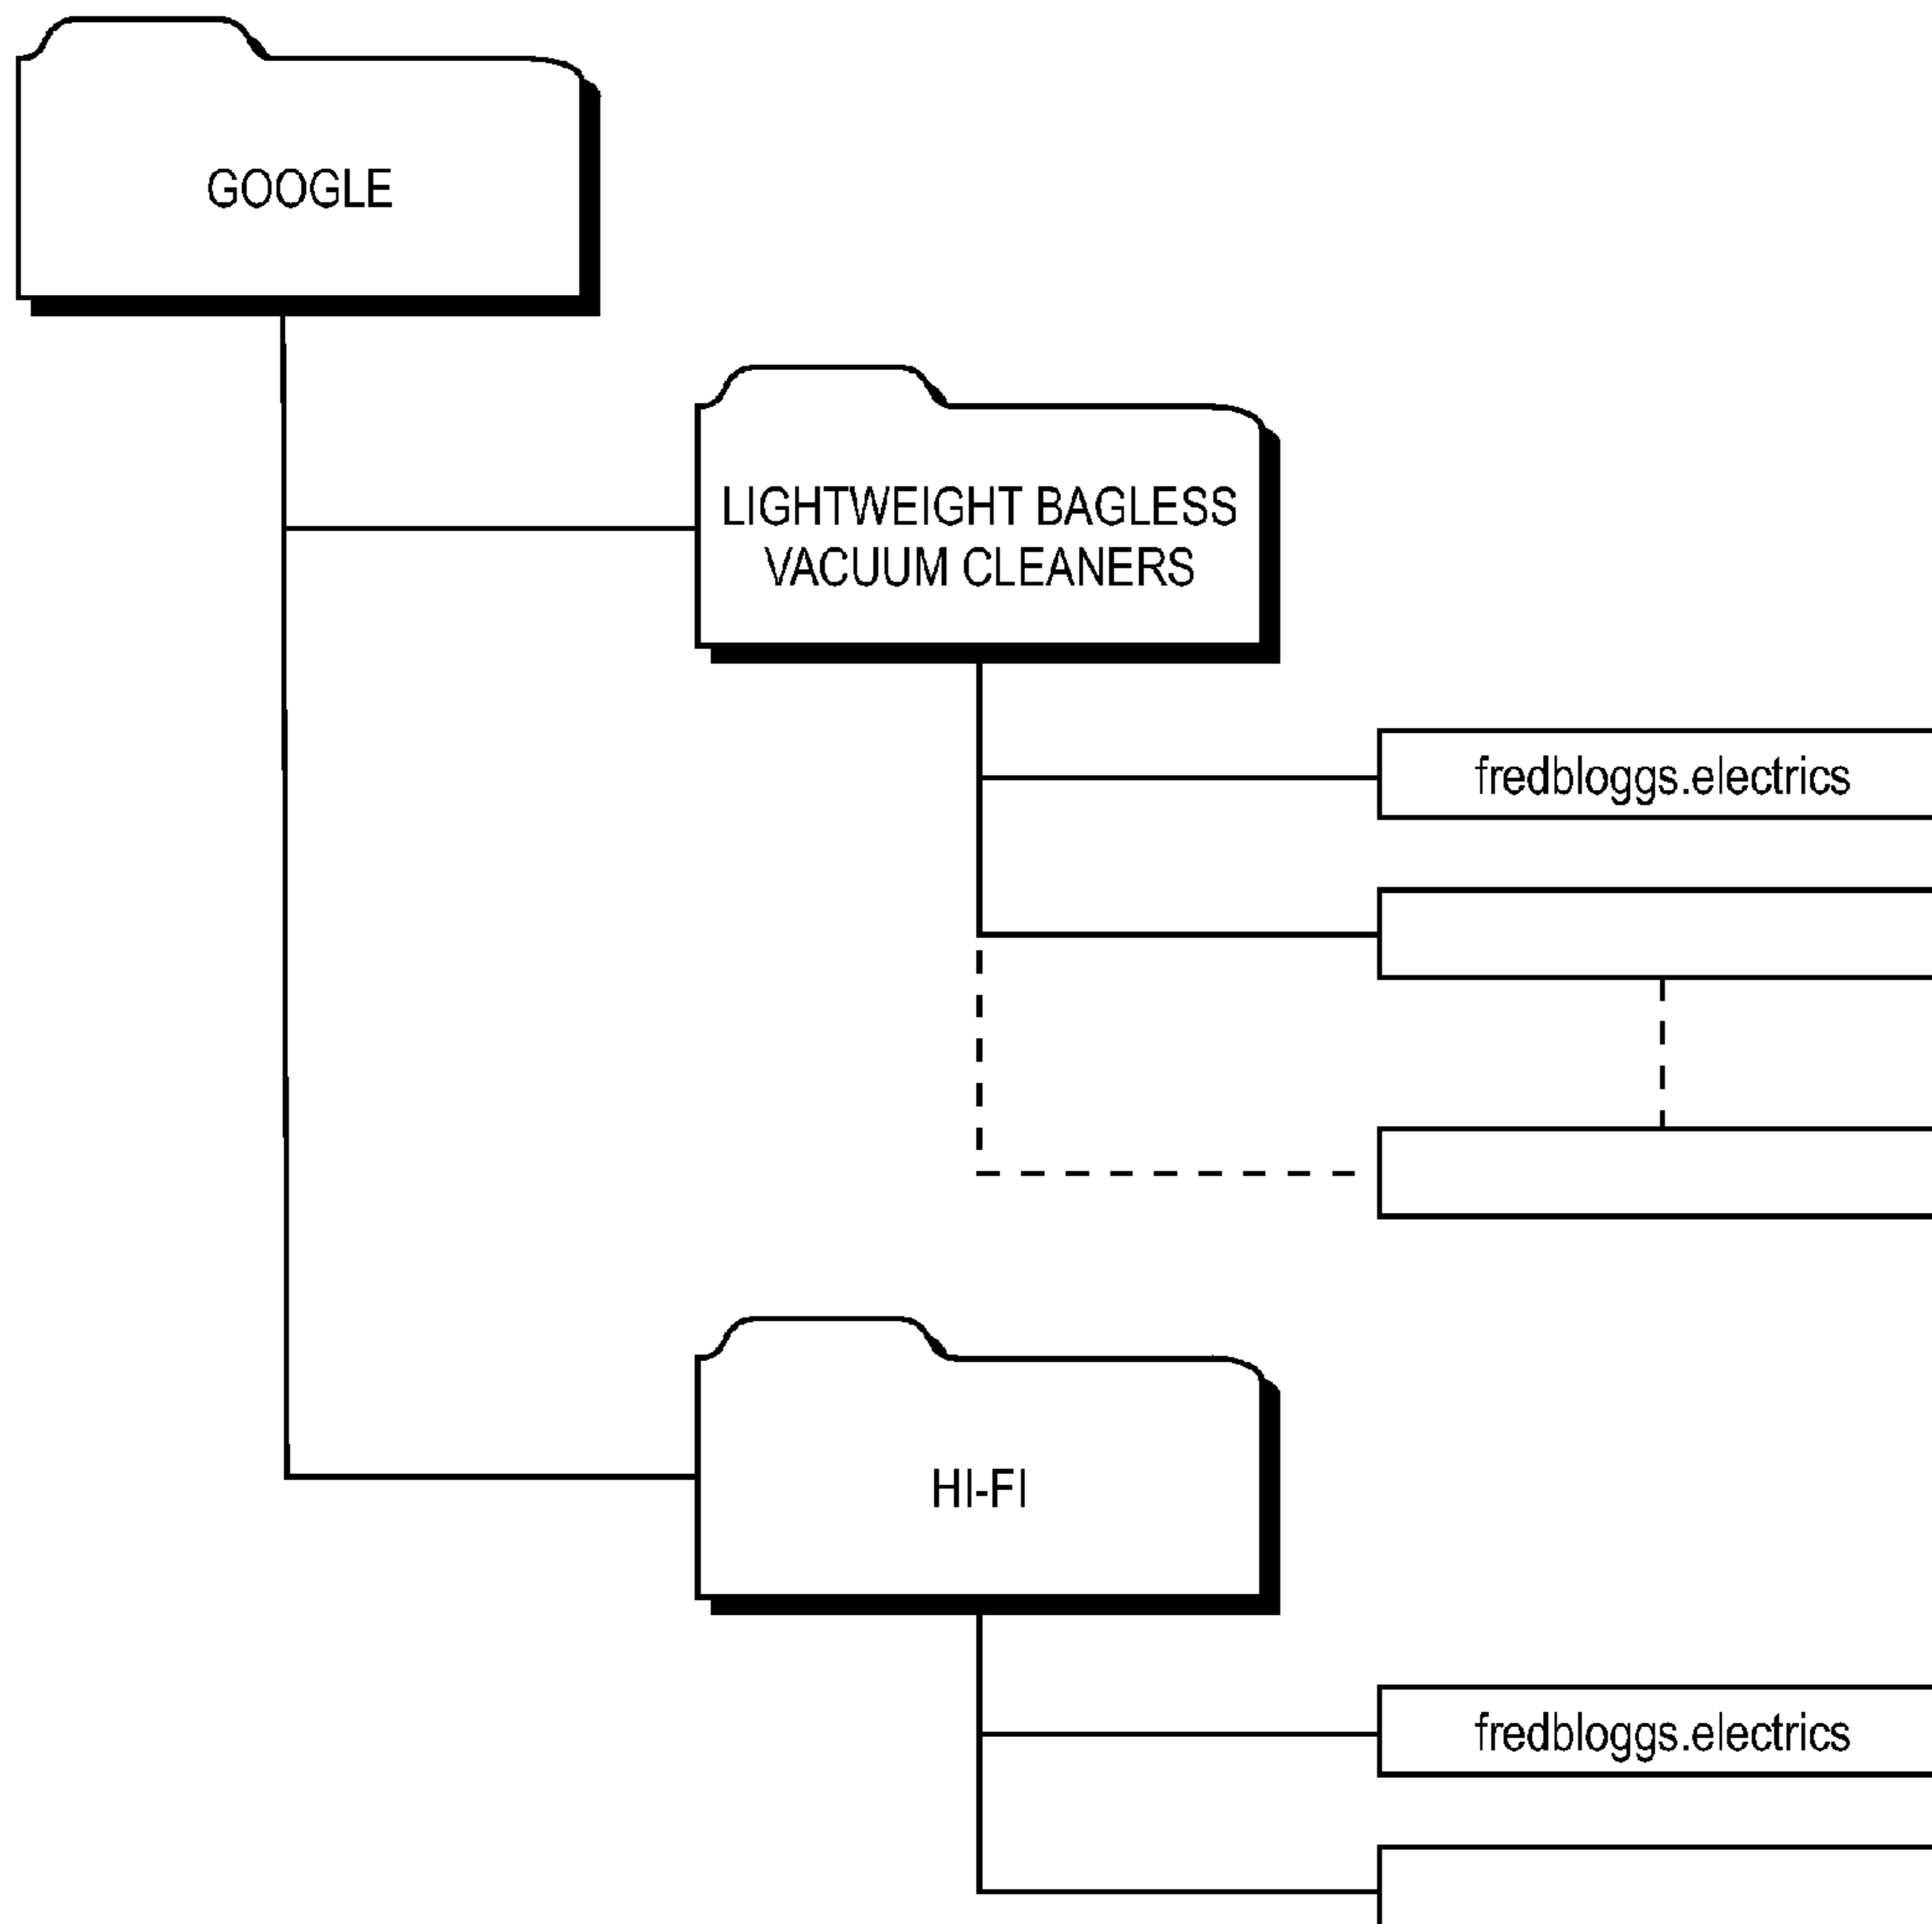 GOOGLE
LIGHTWEIGHT BAGLESS
VACUUM CLEANERS
fredbloggs.electrics
HI-FI
fredbloggs.electrics